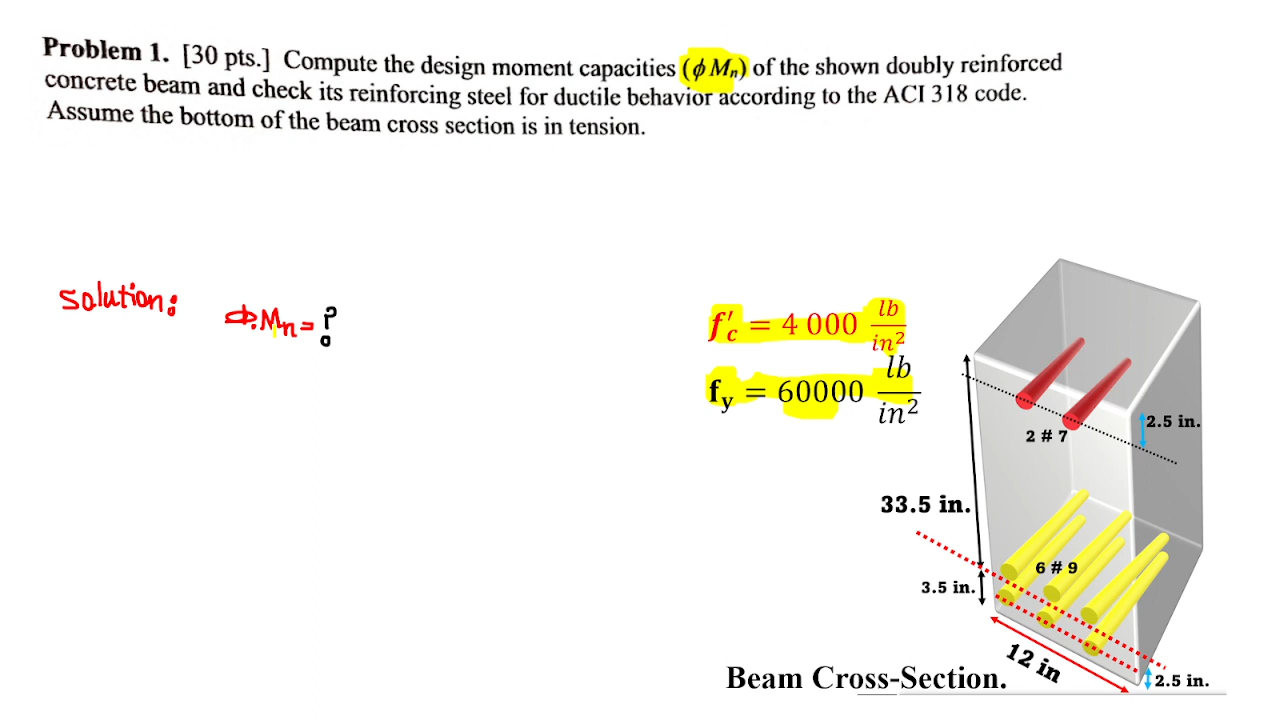 Problem 1. [30 pts.] Compute the design moment capacities (ϕ Mₙ) of the shown doubly reinforced
concrete beam and check its reinforcing steel for ductile behavior according to the ACI 318 code.
Assume the bottom of the beam cross section is in tension.
Solution:
Φ.Mn = ?
f′c = 4 000 lb/in²
fy = 60000 lb/in²
2.5 in.
2 # 7
33.5 in.
6 # 9
3.5 in.
12 in
Beam Cross-Section.
2.5 in.